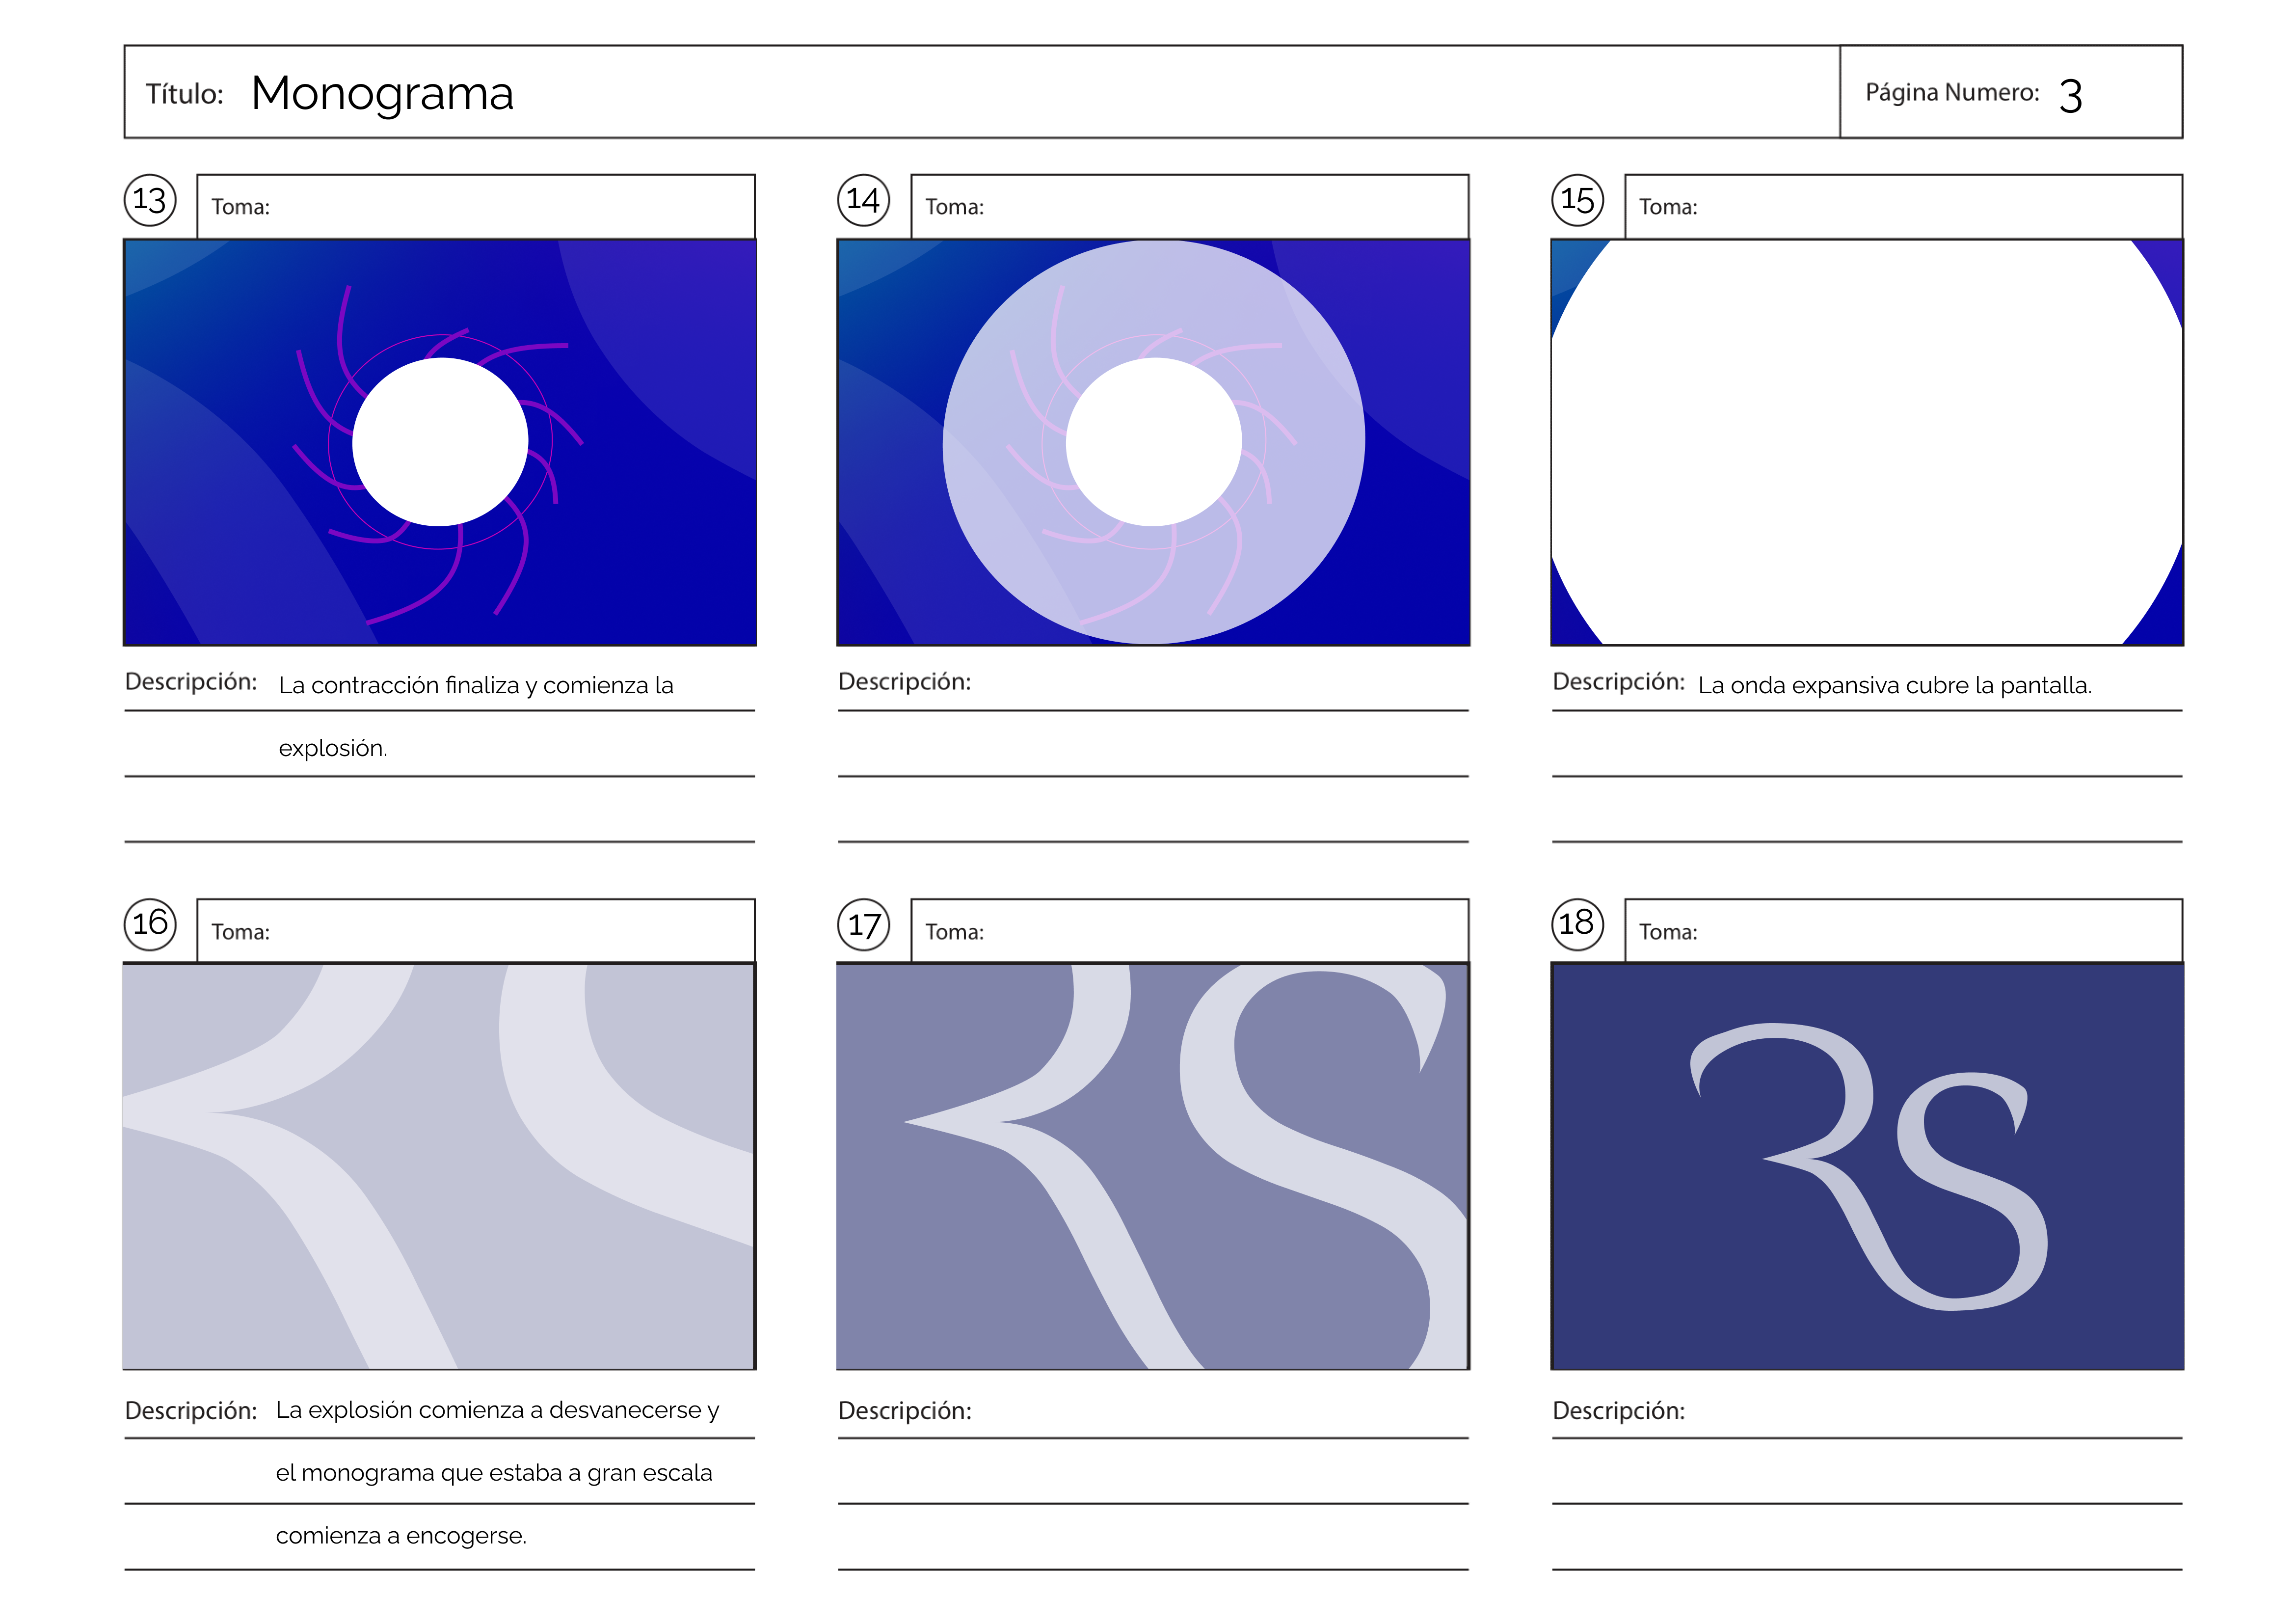 Título: Monograma
Página Numero: 3
13 Toma:
14 Toma:
15 Toma:
Descripción: La contracción finaliza y comienza la
explosión.
Descripción:
Descripción: La onda expansiva cubre la pantalla.
16 Toma:
17 Toma:
18 Toma:
RS
Descripción: La explosión comienza a desvanecerse y
el monograma que estaba a gran escala
comienza a encogerse.
Descripción:
Descripción: